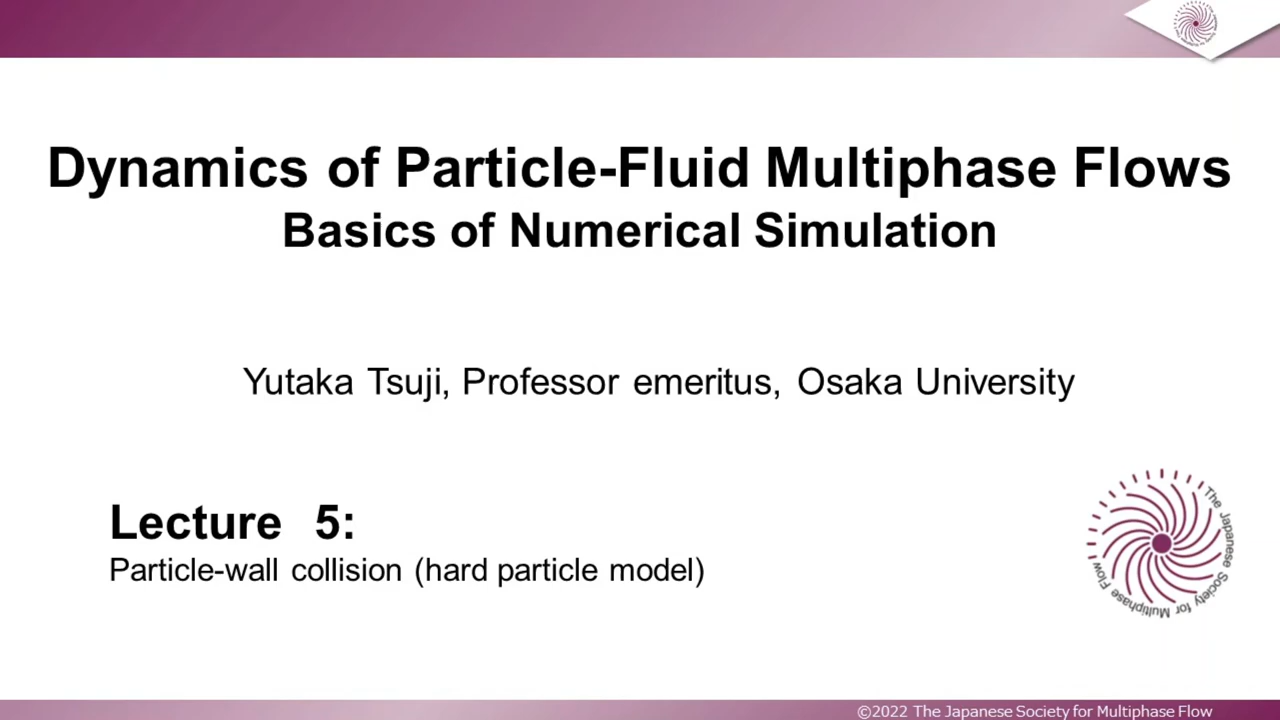 Dynamics of Particle-Fluid Multiphase Flows
Basics of Numerical Simulation
Yutaka Tsuji, Professor emeritus, Osaka University
Lecture 5:
Particle-wall collision (hard particle model)
The Japanese Society for Multiphase Flow
©2022 The Japanese Society for Multiphase Flow